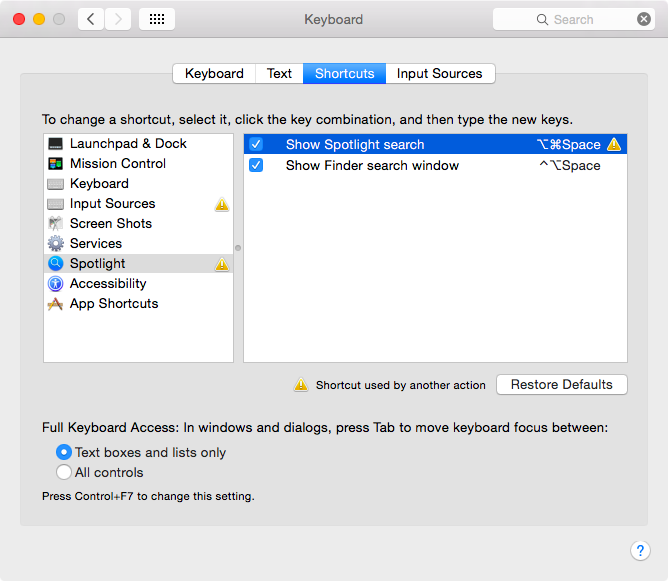 Keyboard
Search
Keyboard Text Shortcuts Input Sources
To change a shortcut, select it, click the key combination, and then type the new keys.
Launchpad & Dock
Mission Control
Keyboard
Input Sources
Screen Shots
Services
Spotlight
Accessibility
App Shortcuts
Show Spotlight search ⌥⌘Space
Show Finder search window ^⌥Space
Shortcut used by another action
Restore Defaults
Full Keyboard Access: In windows and dialogs, press Tab to move keyboard focus between:
Text boxes and lists only
All controls
Press Control+F7 to change this setting.
?